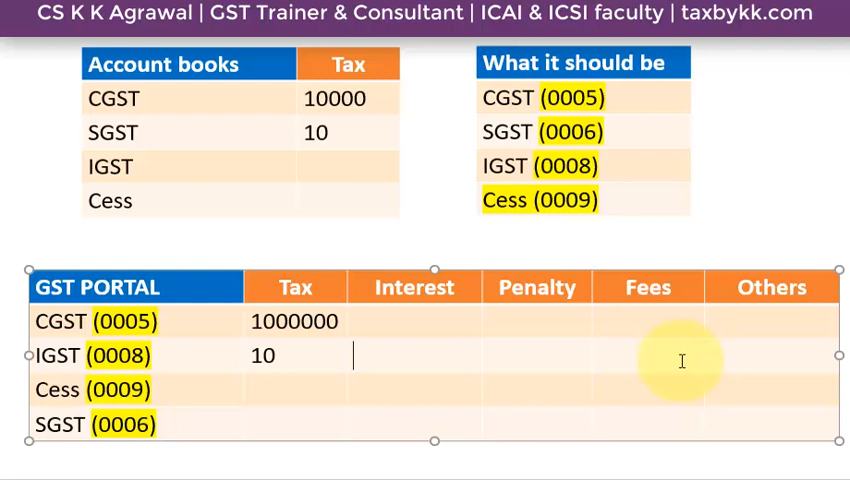 CS K K Agrawal | GST Trainer & Consultant | ICAI & ICSI faculty | taxbykk.com
Account books Tax
CGST 10000
SGST 10
IGST
Cess
What it should be
CGST (0005)
SGST (0006)
IGST (0008)
Cess (0009)
GST PORTAL Tax Interest Penalty Fees Others
CGST (0005) 1000000
IGST (0008) 10
Cess (0009)
SGST (0006)